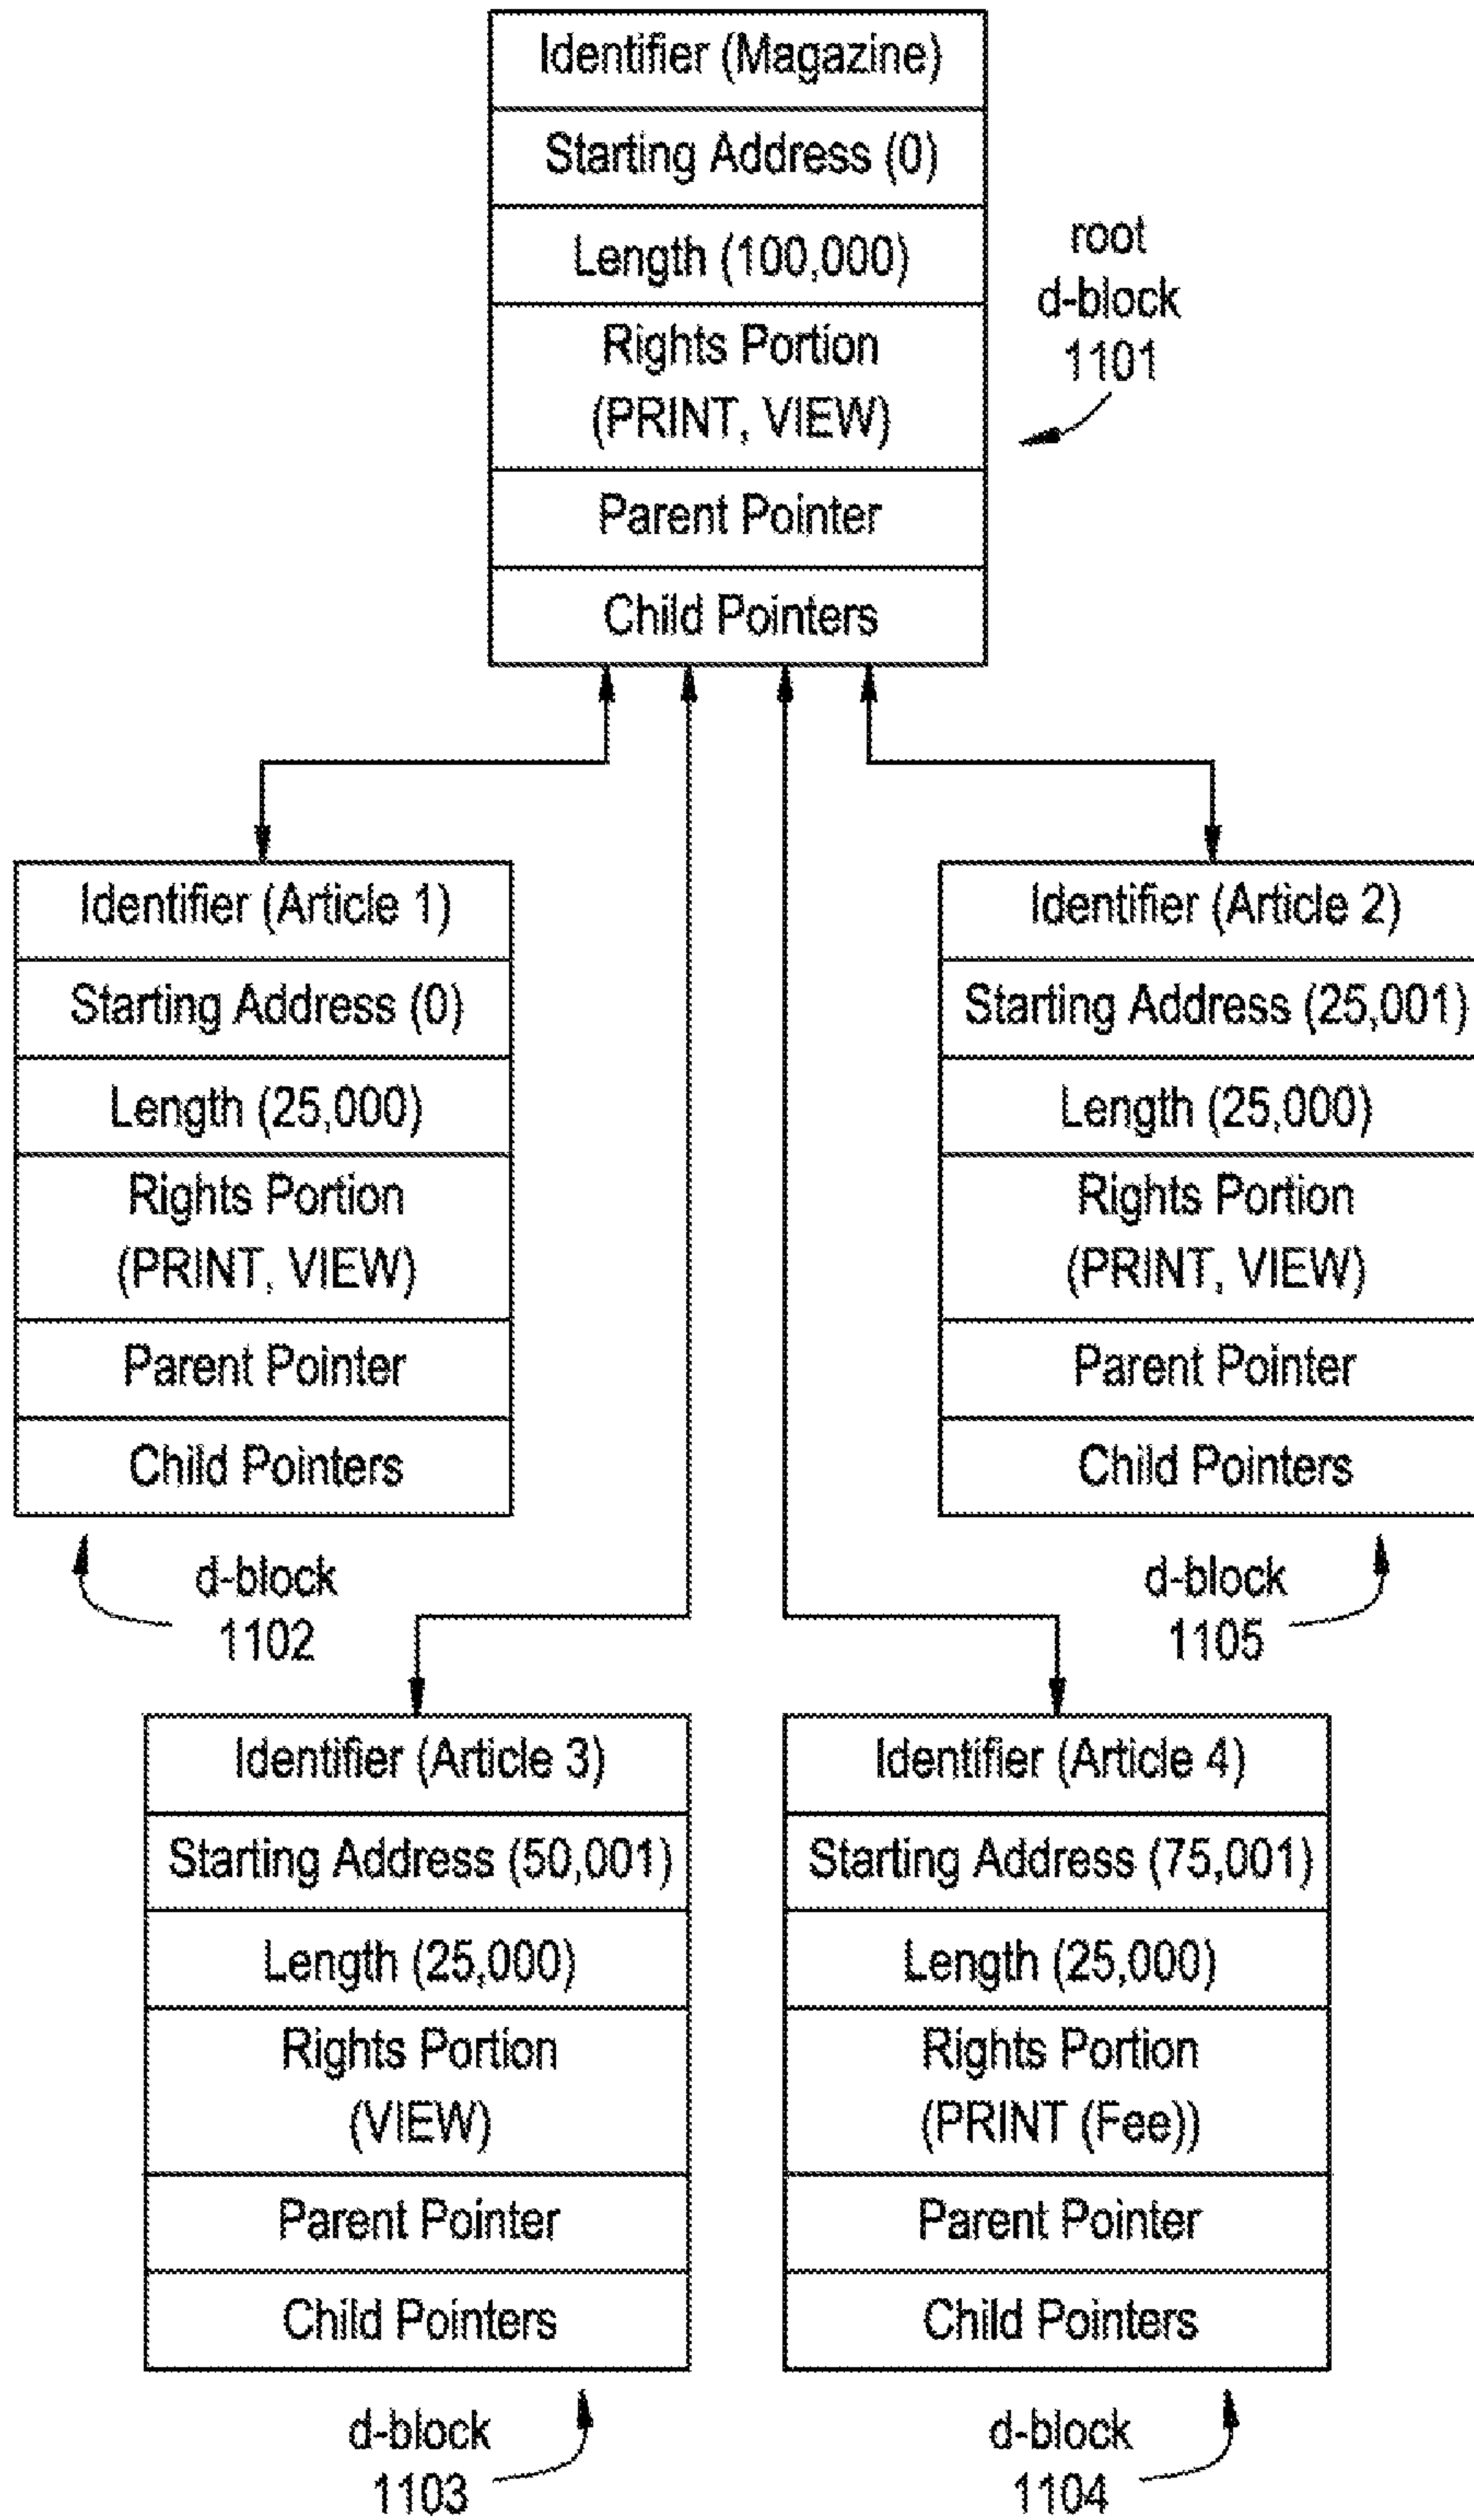 Identifier (Magazine)
Starting Address (0)
Length (100,000)
Rights Portion
(PRINT, VIEW)
Parent Pointer
Child Pointers
root
d-block
1101
Identifier (Article 1)
Starting Address (0)
Length (25,000)
Rights Portion
(PRINT, VIEW)
Parent Pointer
Child Pointers
d-block
1102
Identifier (Article 2)
Starting Address (25,001)
Length (25,000)
Rights Portion
(PRINT, VIEW)
Parent Pointer
Child Pointers
d-block
1105
Identifier (Article 3)
Starting Address (50,001)
Length (25,000)
Rights Portion
(VIEW)
Parent Pointer
Child Pointers
d-block
1103
Identifier (Article 4)
Starting Address (75,001)
Length (25,000)
Rights Portion
(PRINT (Fee))
Parent Pointer
Child Pointers
d-block
1104